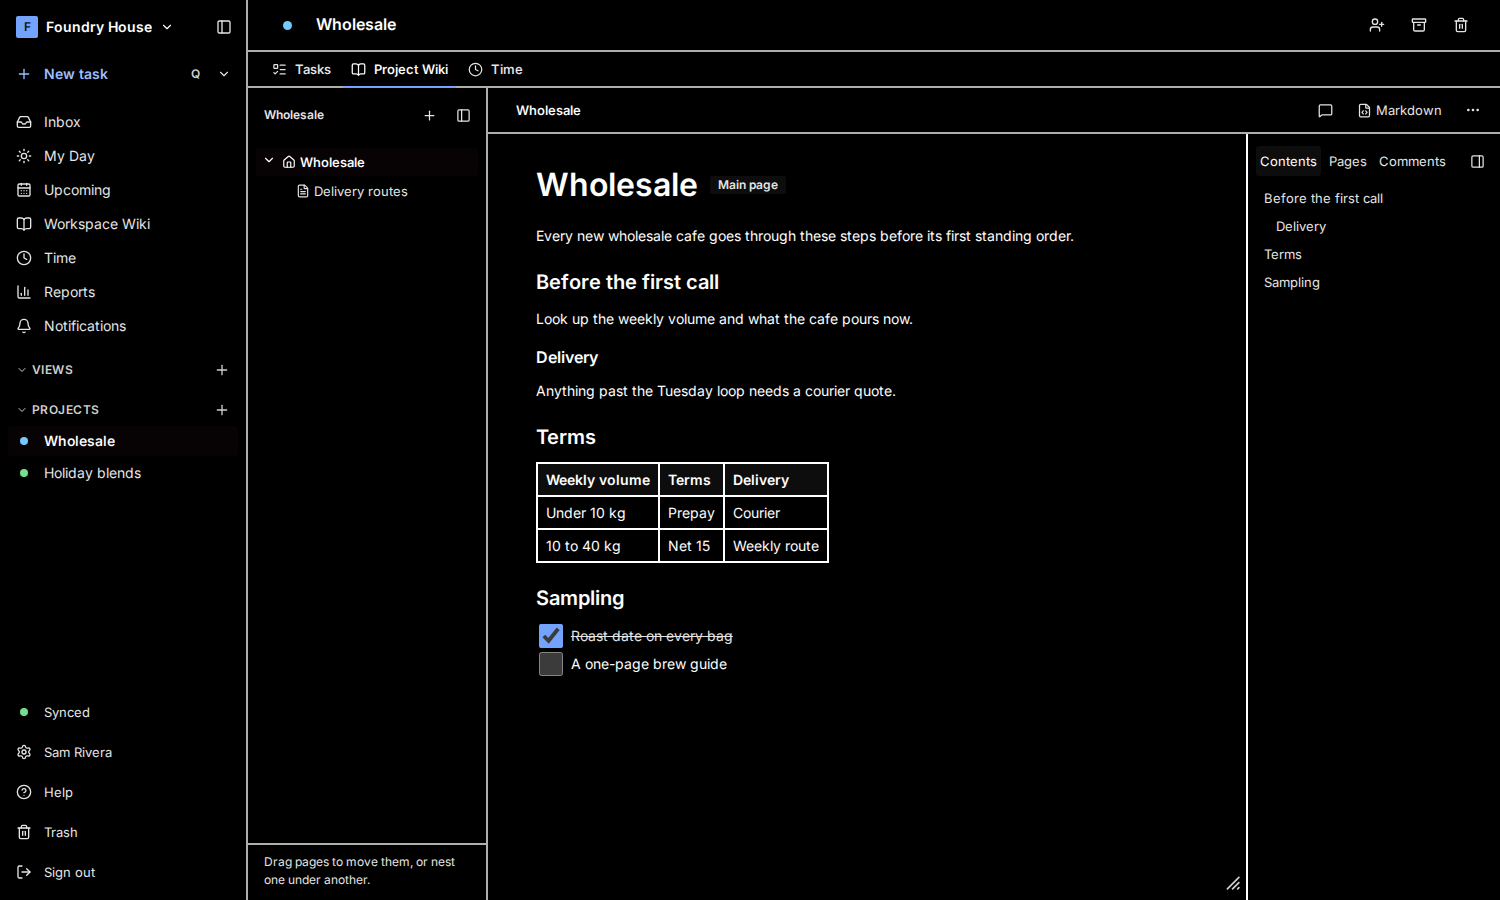 F Foundry House
New task Q
Inbox
My Day
Upcoming
Workspace Wiki
Time
Reports
Notifications
VIEWS
PROJECTS
Wholesale
Holiday blends
Synced
Sam Rivera
Help
Trash
Sign out
Wholesale
Tasks Project Wiki Time
Wholesale
Wholesale
Delivery routes
Drag pages to move them, or nest
one under another.
Wholesale Markdown
Wholesale Main page
Every new wholesale cafe goes through these steps before its first standing order.
Before the first call
Look up the weekly volume and what the cafe pours now.
Delivery
Anything past the Tuesday loop needs a courier quote.
Terms
Weekly volume Terms Delivery
Under 10 kg Prepay Courier
10 to 40 kg Net 15 Weekly route
Sampling
Roast date on every bag
A one-page brew guide
Contents Pages Comments
Before the first call
Delivery
Terms
Sampling